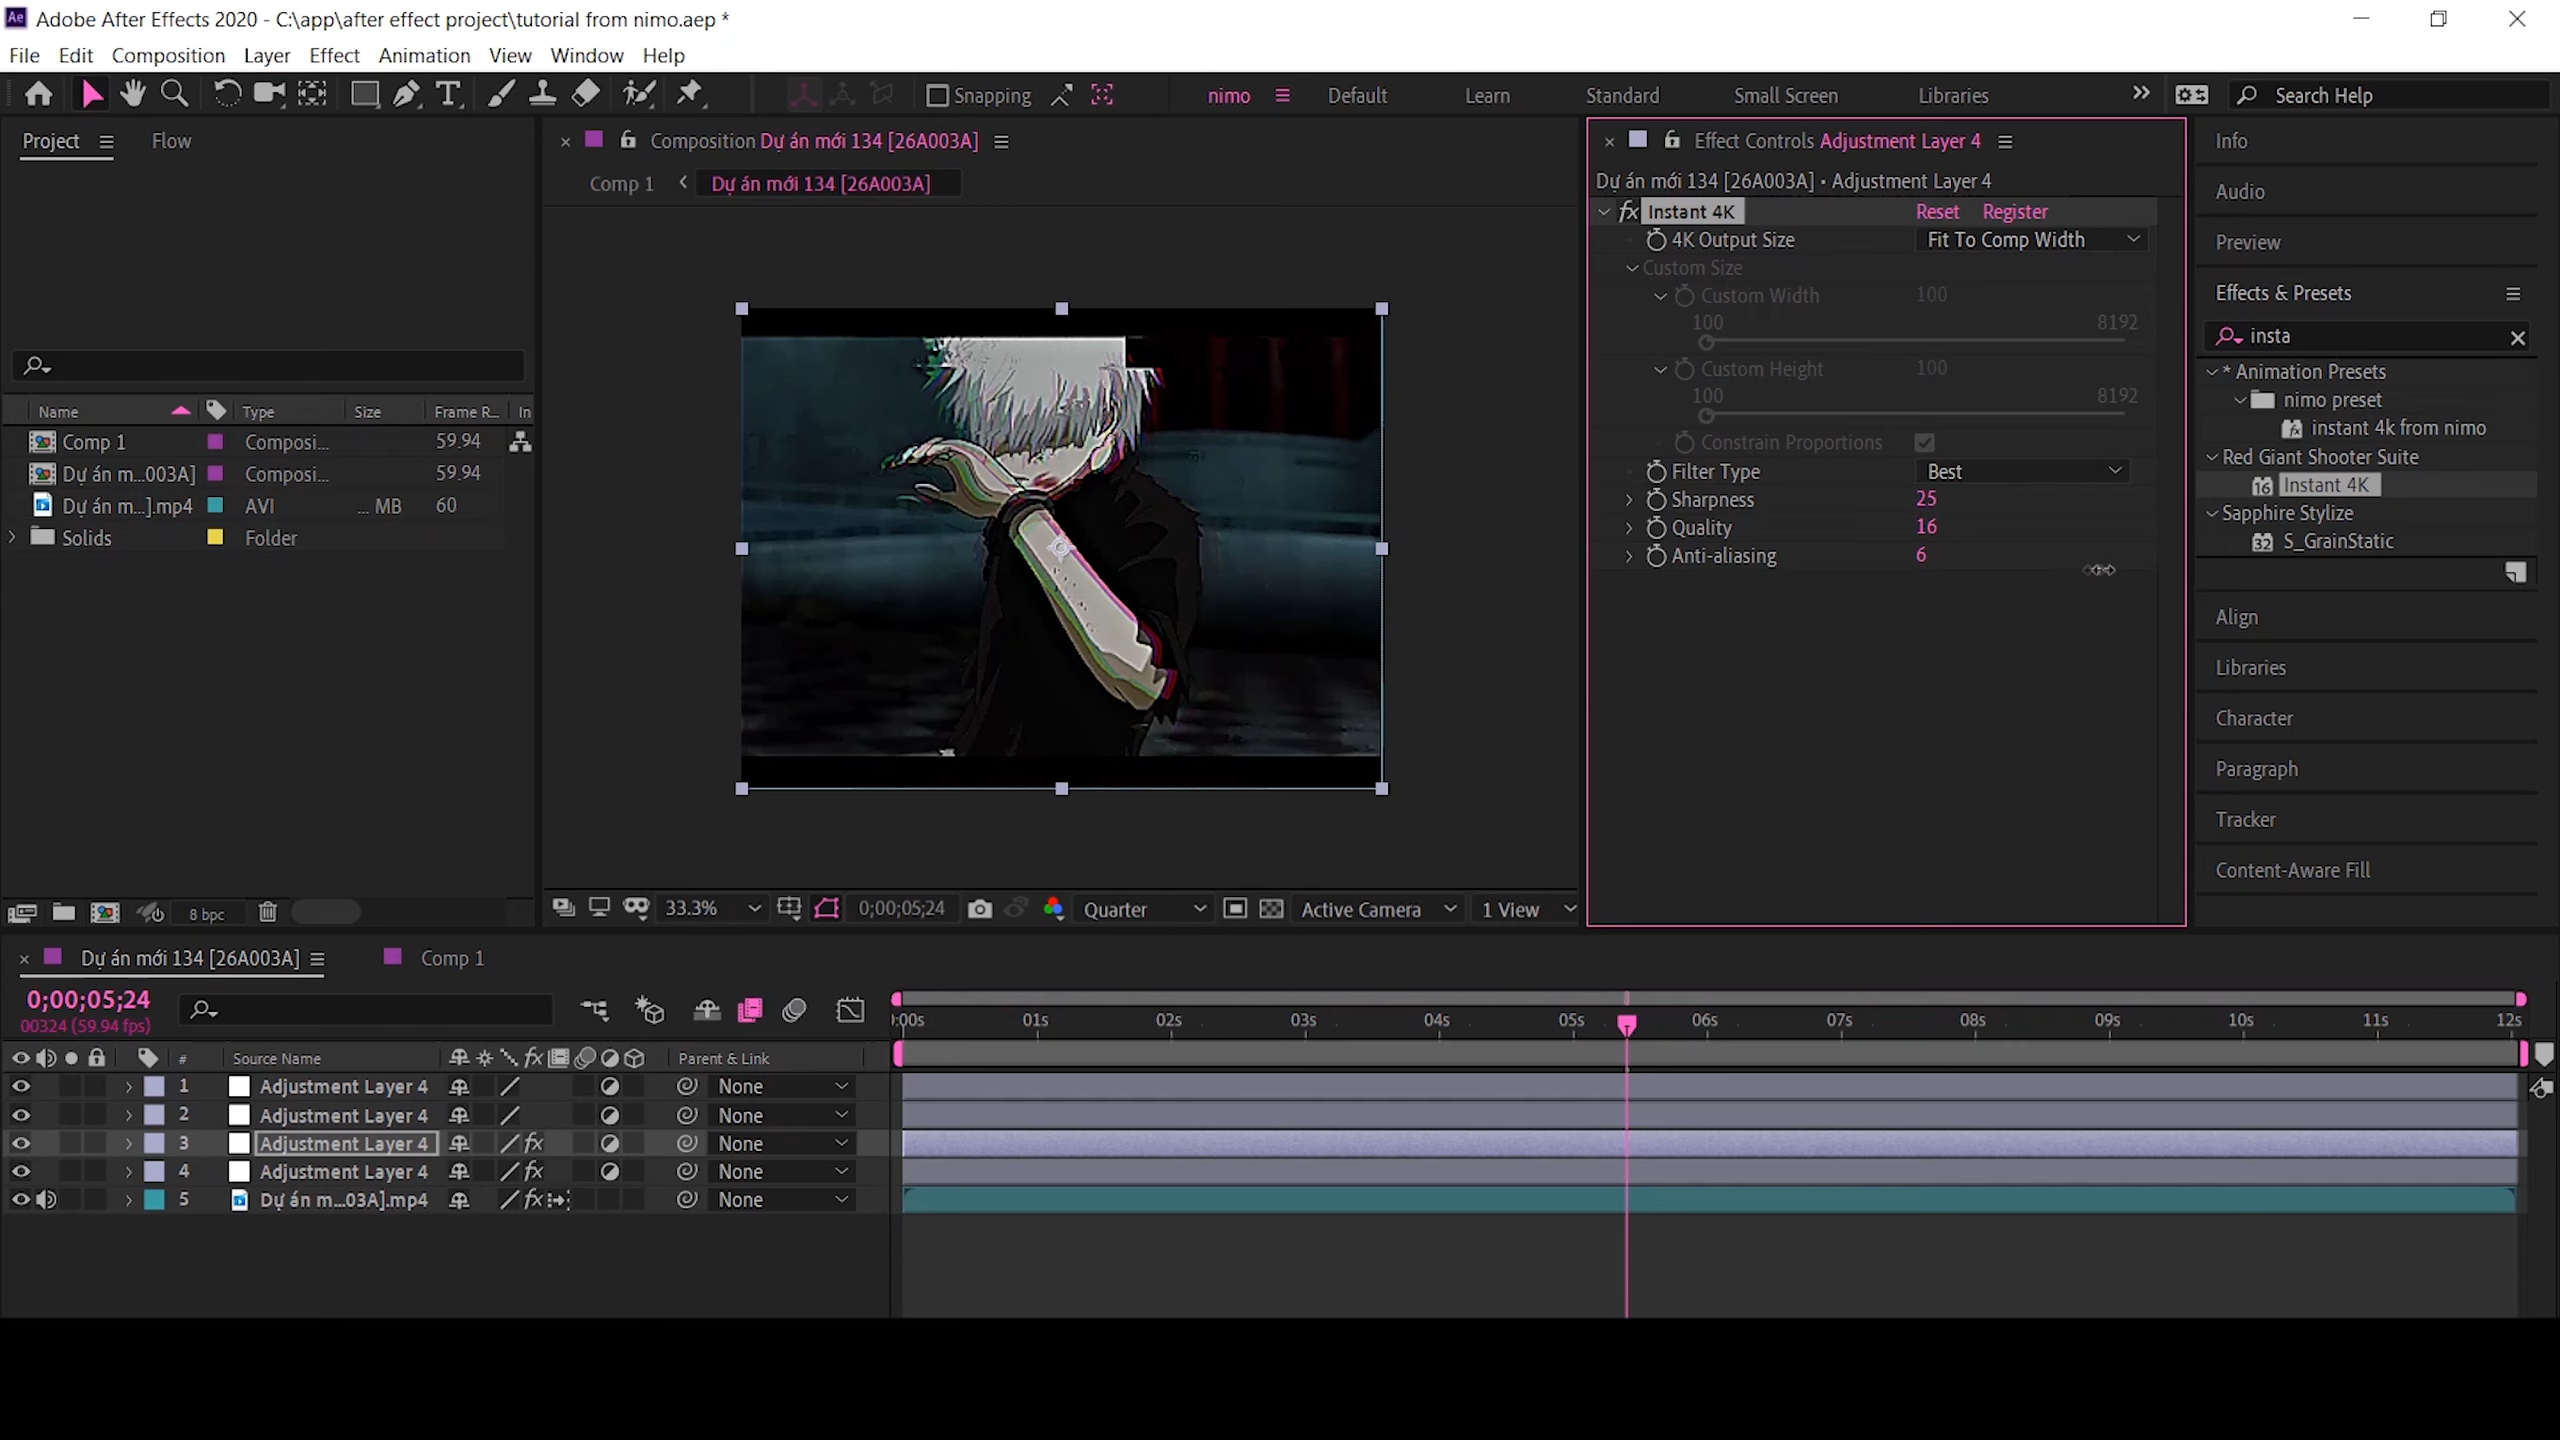 Ae Adobe After Effects 2020 - C:\app\after effect project\tutorial from nimo.aep *
File Edit Composition Layer Effect Animation View Window Help
Snapping nimo Default Learn Standard Small Screen Libraries Search Help
Project Flow
Name Type Size Frame R... In
Comp 1 Composi... 59.94
Dự án m...003A] Composi... 59.94
Dự án m...].mp4 AVI ... MB 60
Solids Folder
8 bpc
Composition Dự án mới 134 [26A003A]
Comp 1 Dự án mới 134 [26A003A]
33.3% 0;00;05;24 Quarter Active Camera 1 View
Effect Controls Adjustment Layer 4
Dự án mới 134 [26A003A] • Adjustment Layer 4
fx Instant 4K Reset Register
4K Output Size Fit To Comp Width
Custom Size
Custom Width 100
100 8192
Custom Height 100
100 8192
Constrain Proportions
Filter Type Best
Sharpness 25
Quality 16
Anti-aliasing 6
Info
Audio
Preview
Effects & Presets
insta
* Animation Presets
nimo preset
instant 4k from nimo
Red Giant Shooter Suite
16 Instant 4K
Sapphire Stylize
32 S_GrainStatic
Align
Libraries
Character
Paragraph
Tracker
Content-Aware Fill
Dự án mới 134 [26A003A] Comp 1
0;00;05;24
00324 (59.94 fps)
):00s 01s 02s 03s 04s 05s 06s 07s 08s 09s 10s 11s 12s
# Source Name fx Parent & Link
1 Adjustment Layer 4 None
2 Adjustment Layer 4 None
3 Adjustment Layer 4 fx None
4 Adjustment Layer 4 fx None
5 Dự án m...03A].mp4 fx None